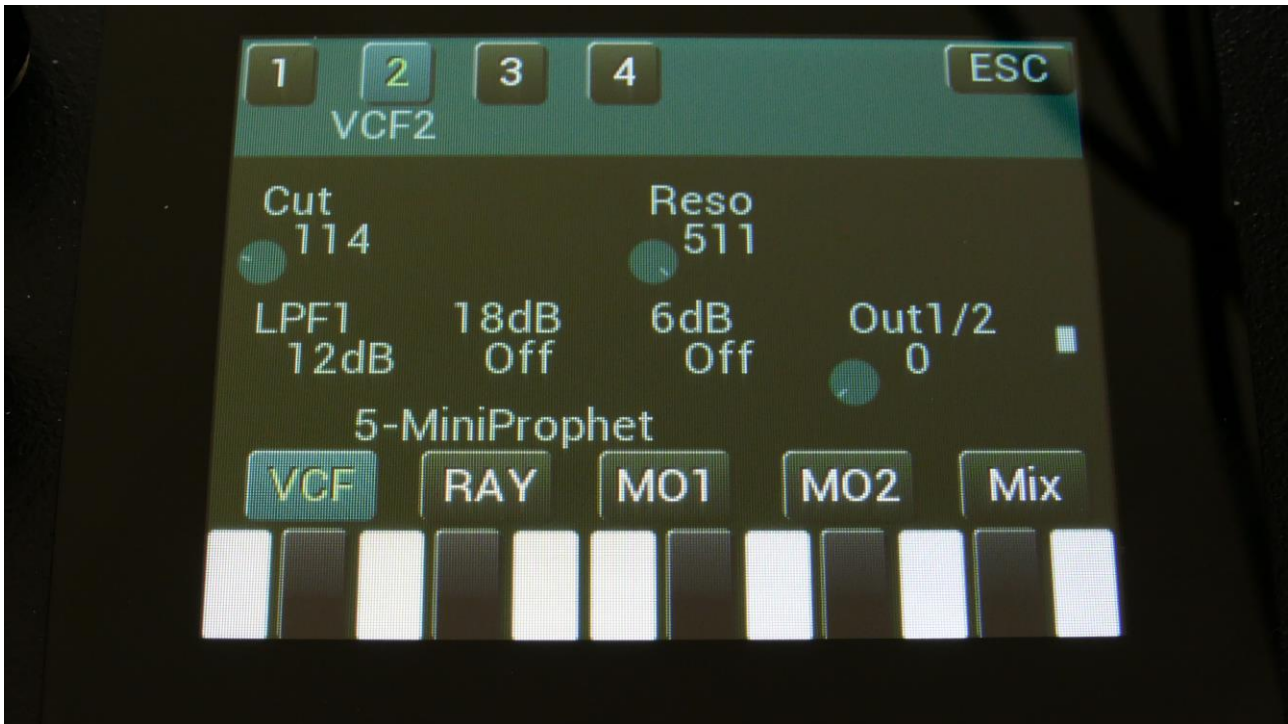 1 2 3 4 ESC
VCF2
Cut Reso
114 511
LPF1 18dB 6dB Out1/2
12dB Off Off 0
5-MiniProphet
VCF RAY MO1 MO2 Mix